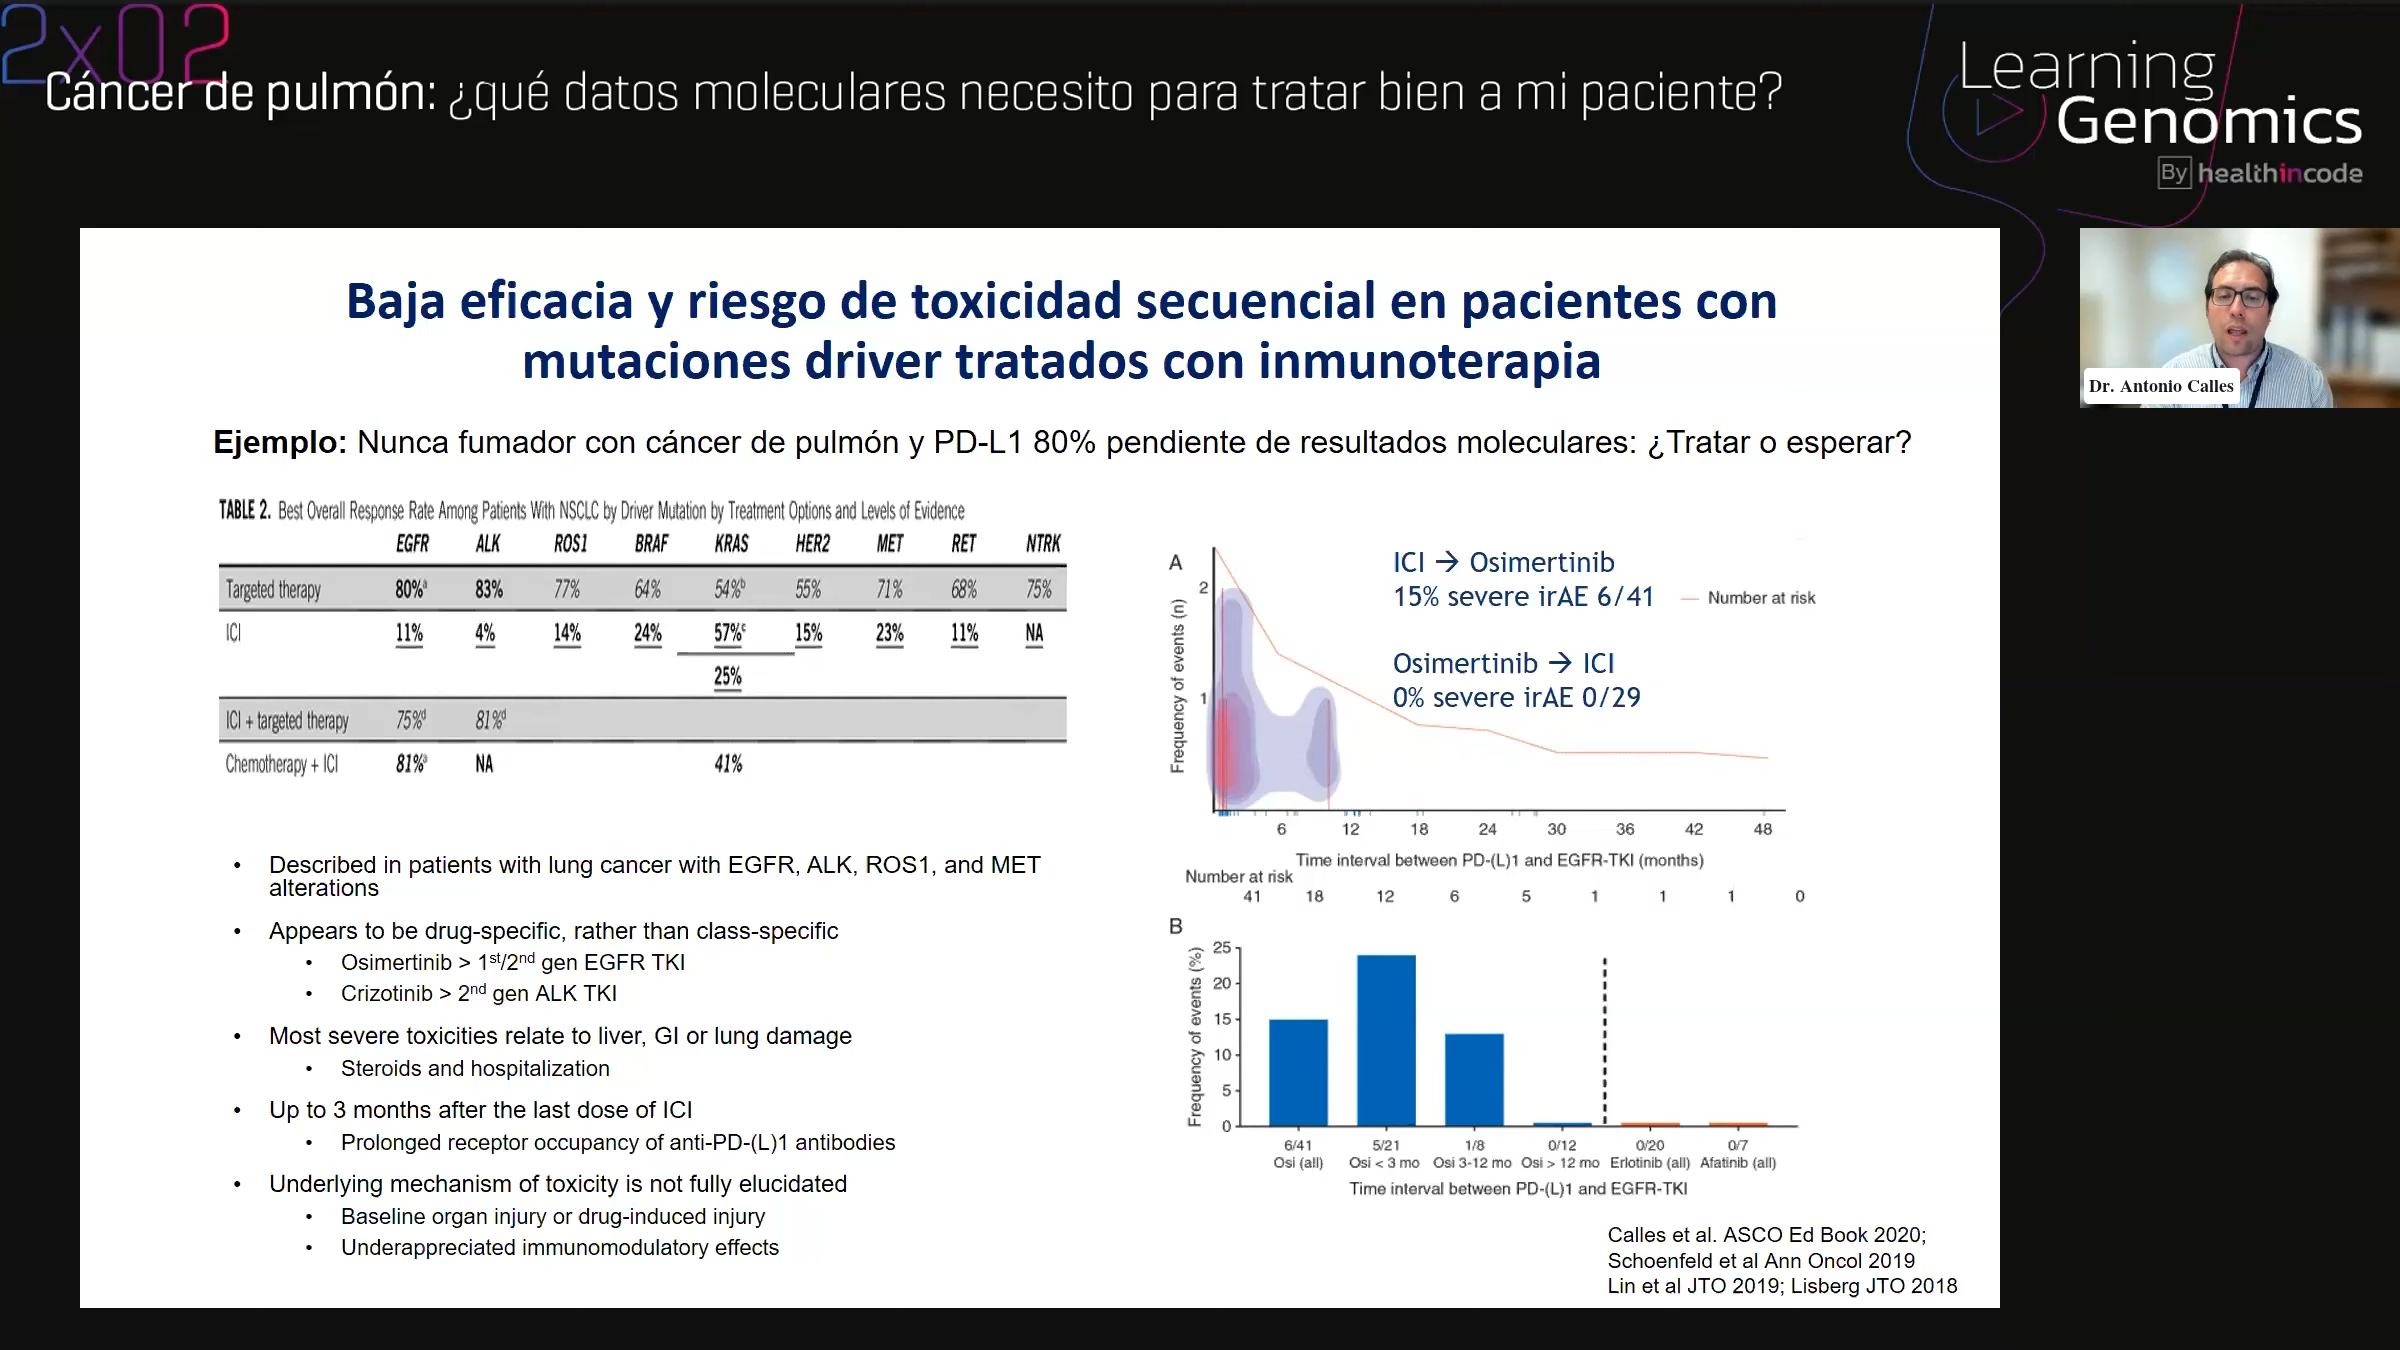 2x02
Cáncer de pulmón: ¿qué datos moleculares necesito para tratar bien a mi paciente?
Learning
Genomics
By healthincode
Dr. Antonio Calles
Baja eficacia y riesgo de toxicidad secuencial en pacientes con
mutaciones driver tratados con inmunoterapia
Ejemplo: Nunca fumador con cáncer de pulmón y PD-L1 80% pendiente de resultados moleculares: ¿Tratar o esperar?
TABLE 2. Best Overall Response Rate Among Patients With NSCLC by Driver Mutation by Treatment Options and Levels of Evidence
EGFR ALK ROS1 BRAF KRAS HER2 MET RET NTRK
Targeted therapy 80%ᵃ 83% 77% 64% 54%ᵇ 55% 71% 68% 75%
ICI 11% 4% 14% 24% 57%ᶜ 15% 23% 11% NA
25%
ICI + targeted therapy 75%ᵈ 81%ᵈ
Chemotherapy + ICI 81%ᵃ NA 41%
• Described in patients with lung cancer with EGFR, ALK, ROS1, and MET
alterations
• Appears to be drug-specific, rather than class-specific
• Osimertinib > 1st/2nd gen EGFR TKI
• Crizotinib > 2nd gen ALK TKI
• Most severe toxicities relate to liver, GI or lung damage
• Steroids and hospitalization
• Up to 3 months after the last dose of ICI
• Prolonged receptor occupancy of anti-PD-(L)1 antibodies
• Underlying mechanism of toxicity is not fully elucidated
• Baseline organ injury or drug-induced injury
• Underappreciated immunomodulatory effects
A
ICI → Osimertinib
15% severe irAE 6/41
Number at risk
Osimertinib → ICI
0% severe irAE 0/29
Frequency of events (n)
2
1
6 12 18 24 30 36 42 48
Time interval between PD-(L)1 and EGFR-TKI (months)
Number at risk
41 18 12 6 5 1 1 1 0
B
Frequency of events (%)
25
20
15
10
5
0
6/41 5/21 1/8 0/12 0/20 0/7
Osi (all) Osi < 3 mo Osi 3-12 mo Osi > 12 mo Erlotinib (all) Afatinib (all)
Time interval between PD-(L)1 and EGFR-TKI
Calles et al. ASCO Ed Book 2020;
Schoenfeld et al Ann Oncol 2019
Lin et al JTO 2019; Lisberg JTO 2018